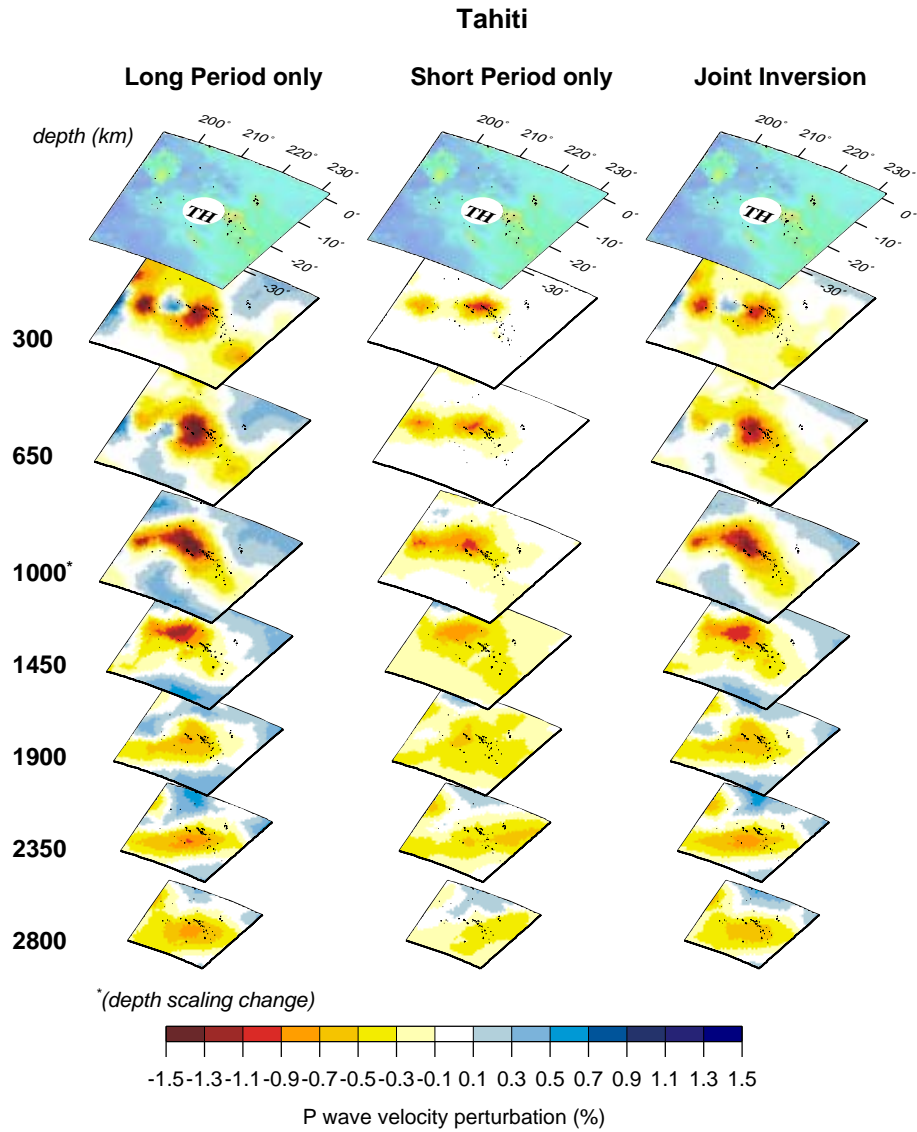 Tahiti
Long Period only Short Period only Joint Inversion
depth (km)
200° 210° 220° 230° 0° -10° -20° -30°
200° 210° 220° 230° 0° -10° -20° -30°
200° 210° 220° 230° 0° -10° -20° -30°
TH TH TH
300
650
1000*
1450
1900
2350
2800
*(depth scaling change)
-1.5 -1.3 -1.1 -0.9 -0.7 -0.5 -0.3 -0.1 0.1 0.3 0.5 0.7 0.9 1.1 1.3 1.5
P wave velocity perturbation (%)